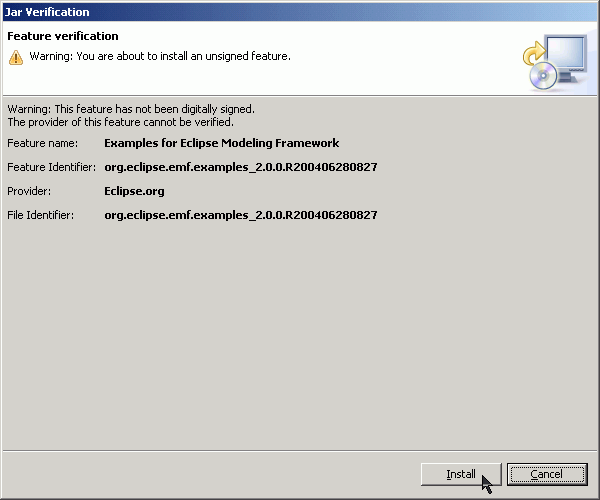 Jar Verification
Feature verification
Warning: You are about to install an unsigned feature.
Warning: This feature has not been digitally signed.
The provider of this feature cannot be verified.
Feature name: Examples for Eclipse Modeling Framework
Feature Identifier: org.eclipse.emf.examples_2.0.0.R200406280827
Provider: Eclipse.org
File Identifier: org.eclipse.emf.examples_2.0.0.R200406280827
Install Cancel